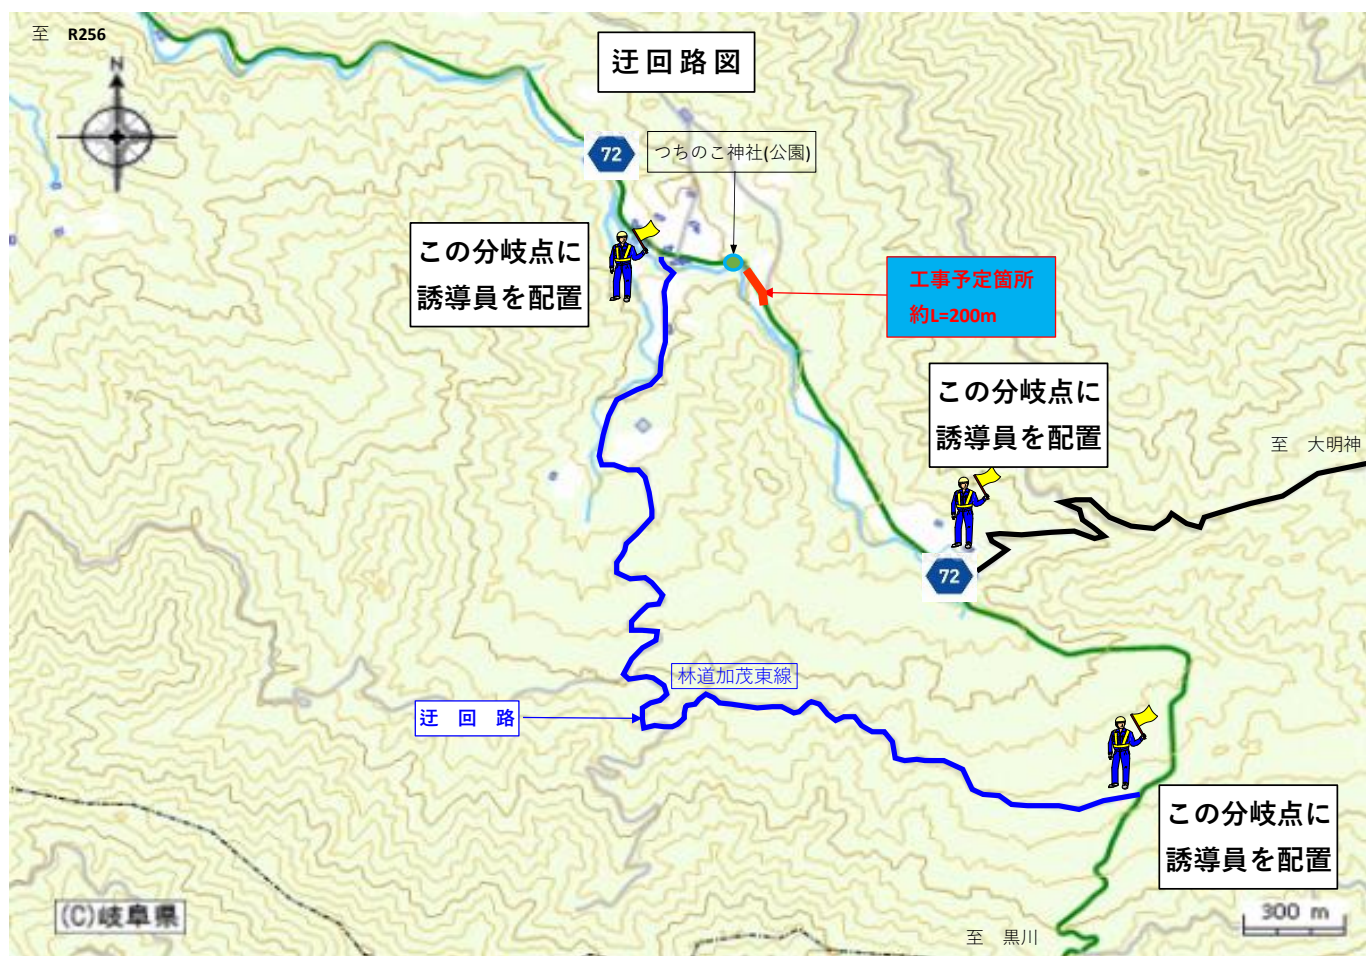 至 R256
N
迂回路図
72
つちのこ神社(公園)
この分岐点に
誘導員を配置
工事予定箇所
約L=200m
この分岐点に
誘導員を配置
至 大明神
72
林道加茂東線
迂 回 路
この分岐点に
誘導員を配置
(C)岐阜県
300 m
至 黒川